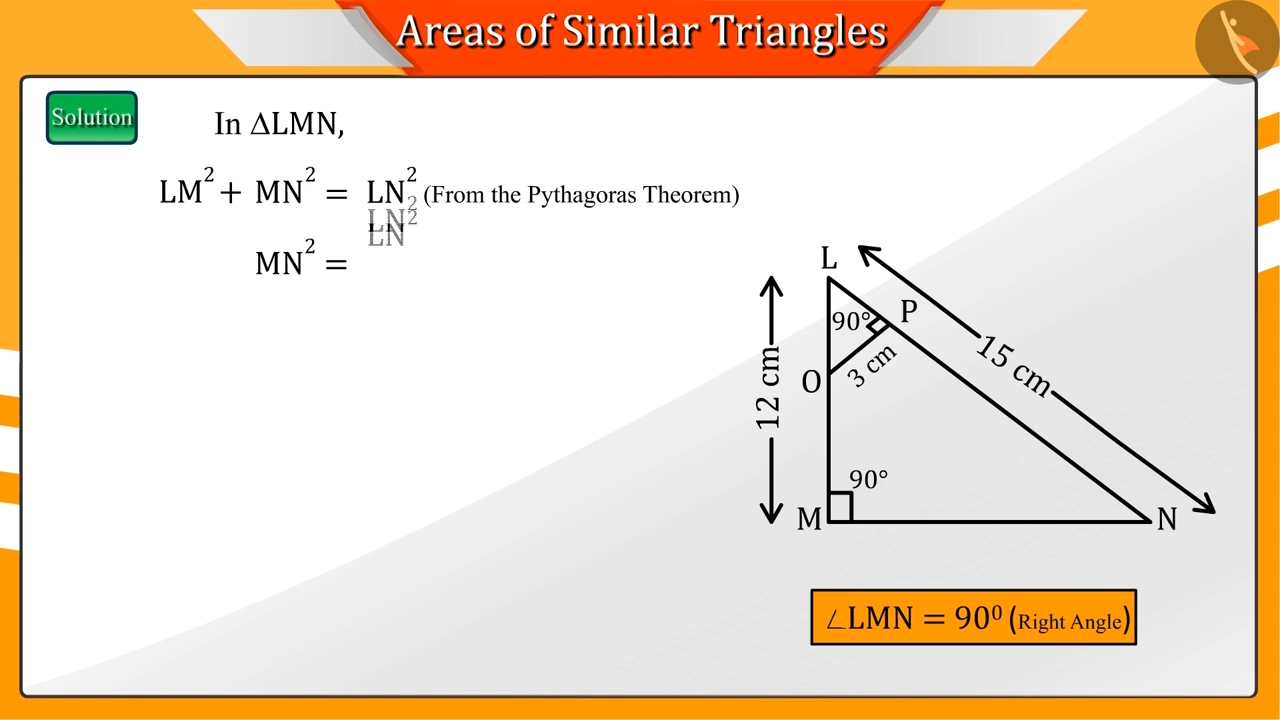 Areas of Similar Triangles
Solution
In ΔLMN,
LM² + MN² = LN² (From the Pythagoras Theorem)
LN²
LN²
MN² =
L
P
90°
15 cm
3 cm
12 cm
O
90°
M
N
∠LMN = 90⁰ (Right Angle)